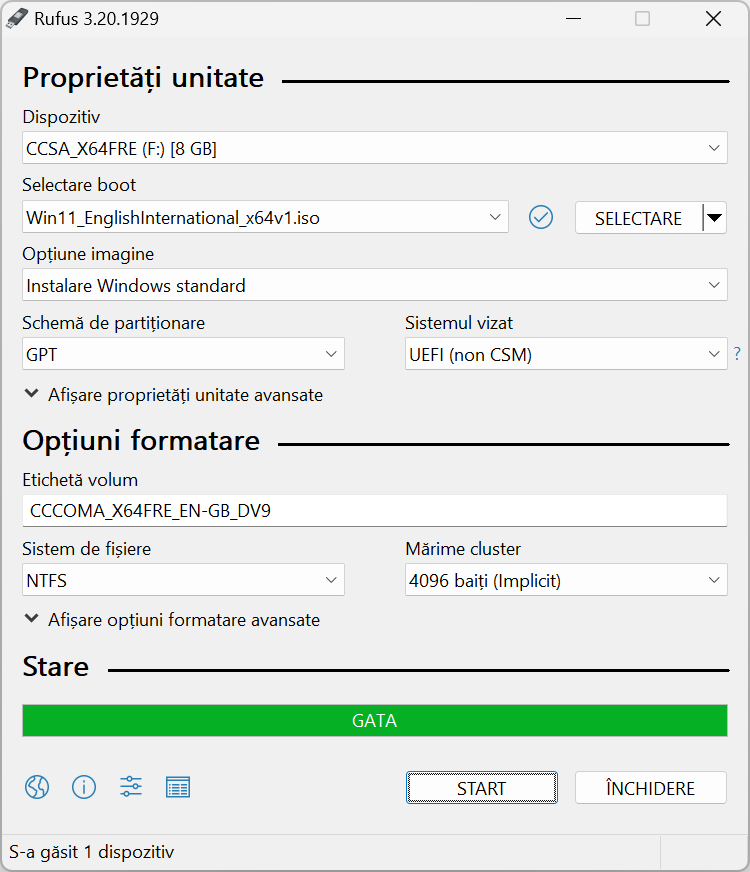 Rufus 3.20.1929
Proprietăți unitate
Dispozitiv
CCSA_X64FRE (F:) [8 GB]
Selectare boot
Win11_EnglishInternational_x64v1.iso
SELECTARE
Opțiune imagine
Instalare Windows standard
Schemă de partiționare
Sistemul vizat
GPT
UEFI (non CSM)
?
Afișare proprietăți unitate avansate
Opțiuni formatare
Etichetă volum
CCCOMA_X64FRE_EN-GB_DV9
Sistem de fișiere
Mărime cluster
NTFS
4096 baiți (Implicit)
Afișare opțiuni formatare avansate
Stare
GATA
START
ÎNCHIDERE
S-a găsit 1 dispozitiv